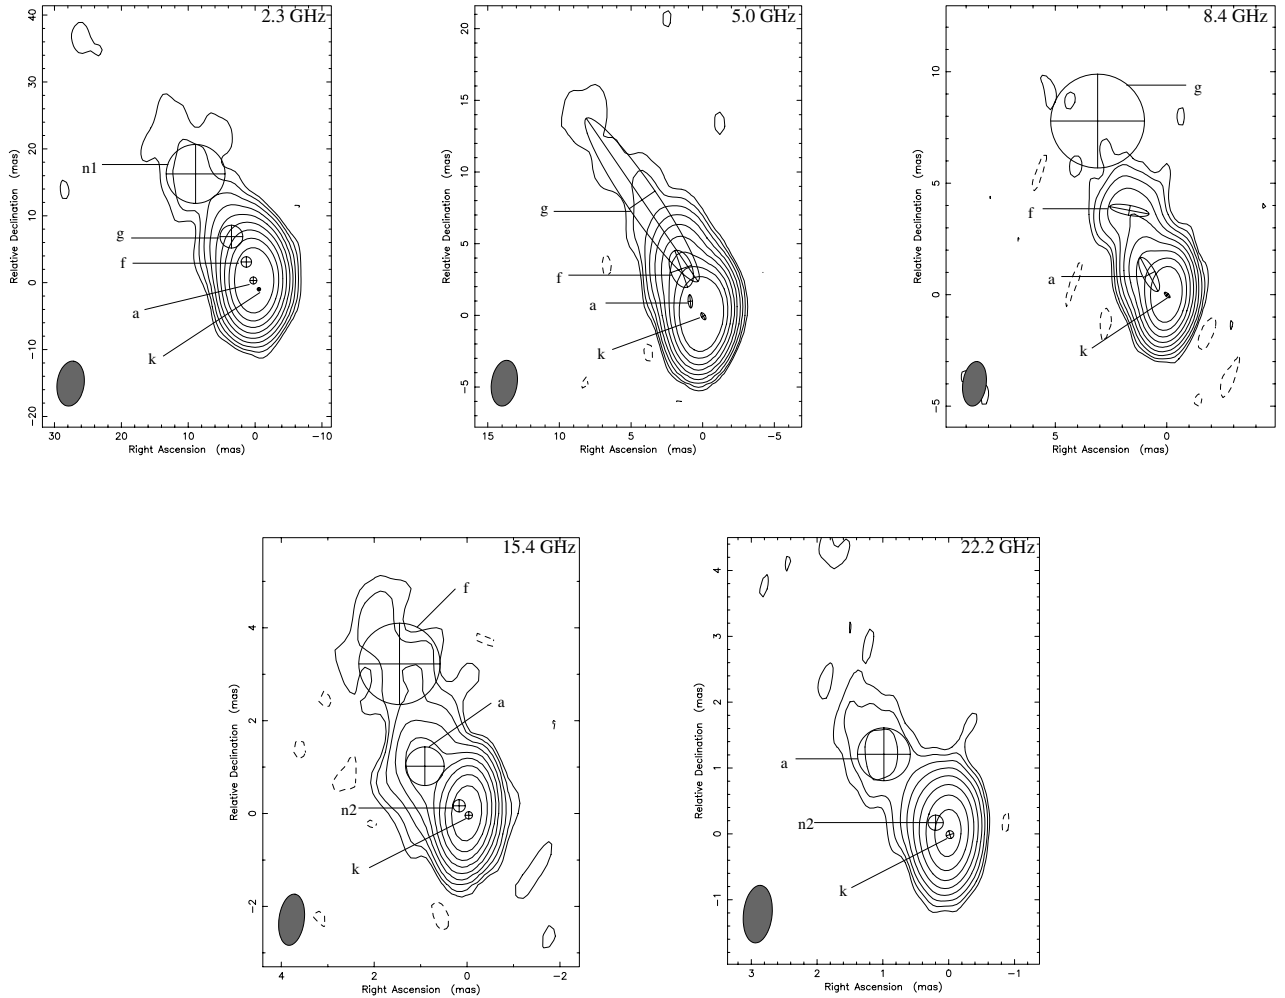 2.3 GHz
40
30
20
10
0
−10
−20
Relative Declination (mas)
n1
g
f
a
k
30 20 10 0 −10
Right Ascension (mas)
5.0 GHz
20
15
10
5
0
−5
Relative Declination (mas)
g
f
a
k
15 10 5 0 −5
Right Ascension (mas)
8.4 GHz
10
5
0
−5
Relative Declination (mas)
g
f
a
k
5 0
Right Ascension (mas)
15.4 GHz
4
2
0
−2
Relative Declination (mas)
f
a
n2
k
4 2 0 −2
Right Ascension (mas)
22.2 GHz
4
3
2
1
0
−1
Relative Declination (mas)
a
n2
k
3 2 1 0 −1
Right Ascension (mas)